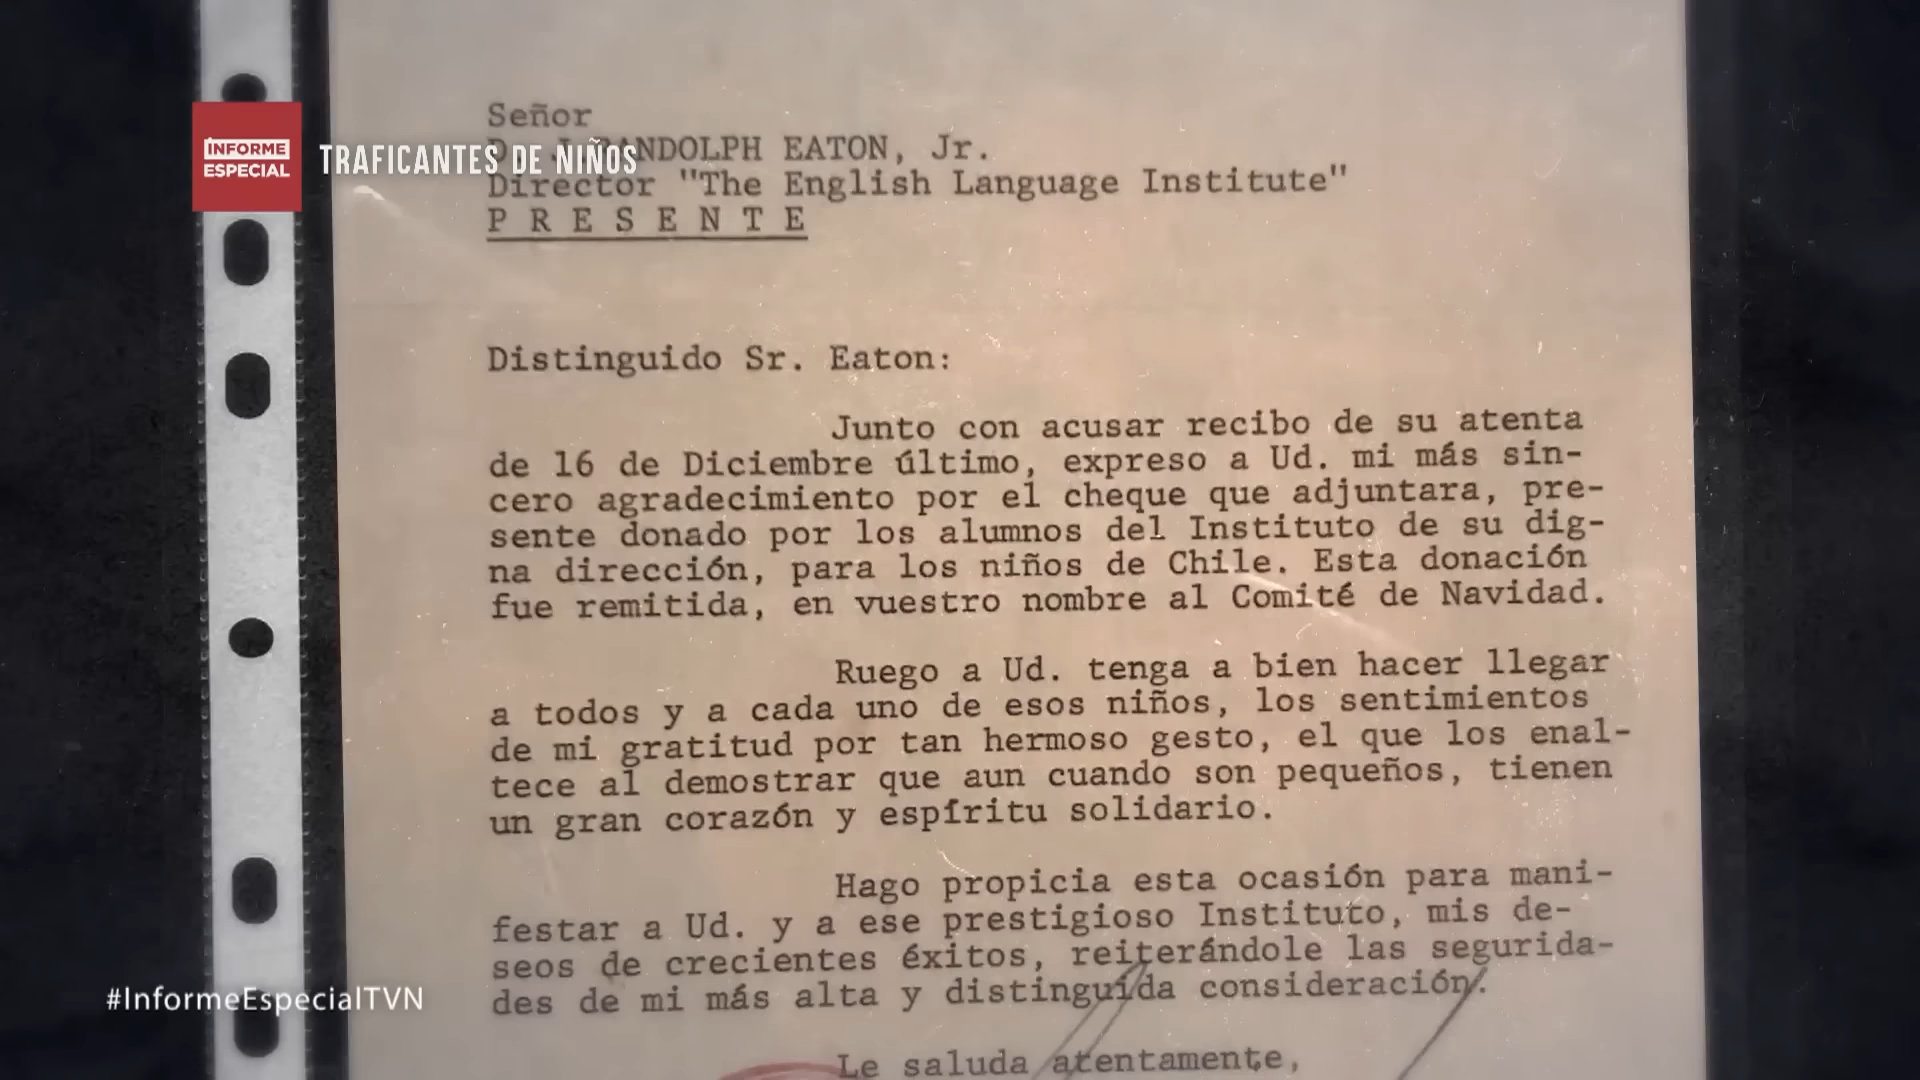 Señor
J. RANDOLPH EATON, Jr.
Director "The English Language Institute"
P R E S E N T E
INFORME
ESPECIAL
TRAFICANTES DE NIÑOS
Distinguido Sr. Eaton:
Junto con acusar recibo de su atenta
de 16 de Diciembre último, expreso a Ud. mi más sin-
cero agradecimiento por el cheque que adjuntara, pre-
sente donado por los alumnos del Instituto de su dig-
na dirección, para los niños de Chile. Esta donación
fue remitida, en vuestro nombre al Comité de Navidad.
Ruego a Ud. tenga a bien hacer llegar
a todos y a cada uno de esos niños, los sentimientos
de mi gratitud por tan hermoso gesto, el que los enal-
tece al demostrar que aun cuando son pequeños, tienen
un gran corazón y espíritu solidario.
Hago propicia esta ocasión para mani-
festar a Ud. y a ese prestigioso Instituto, mis de-
seos de crecientes éxitos, reiterándole las segurida-
des de mi más alta y distinguida consideración.
Le saluda atentamente,
#InformeEspecialTVN